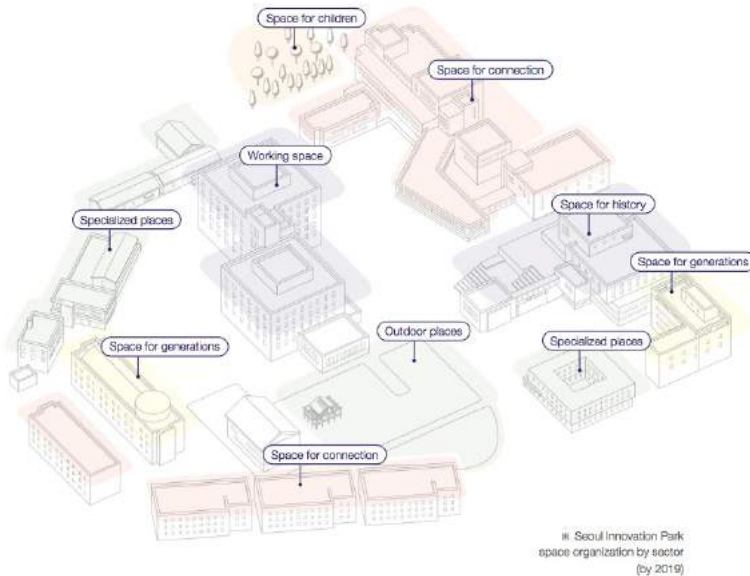 Space for children
Space for connection
Working space
Space for history
Specialized places
Space for generations
Outdoor places
Space for generations
Specialized places
Space for connection
※ Seoul Innovation Park
space organization by sector
(by 2019)